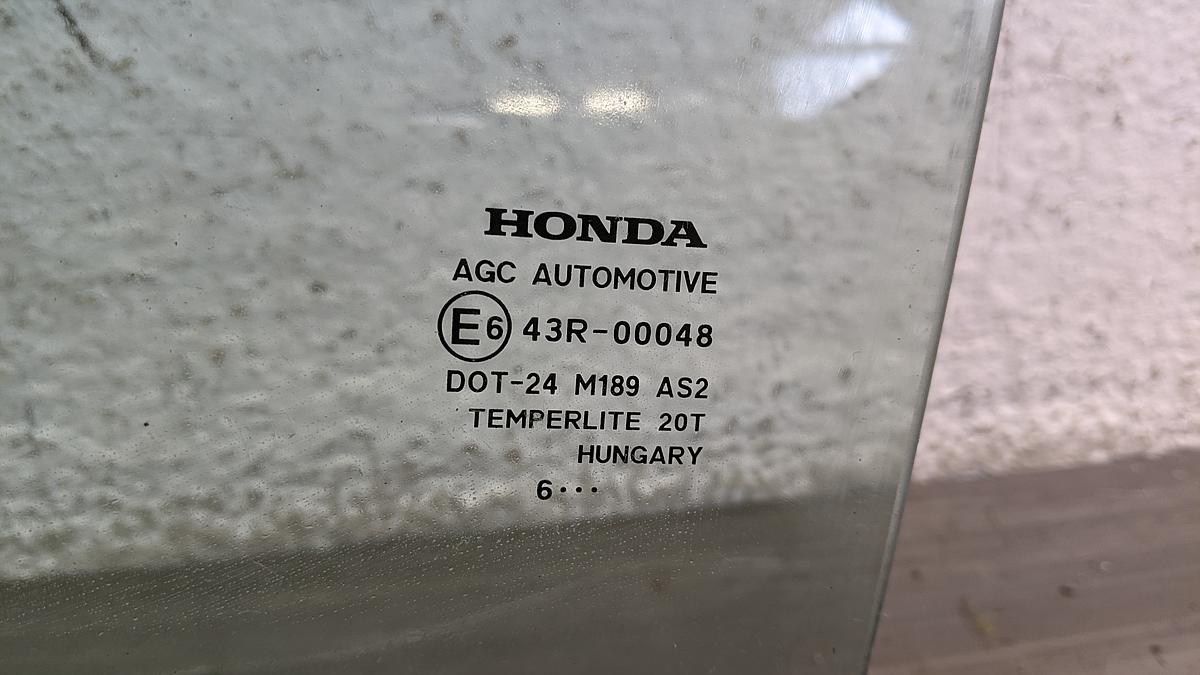 HONDA
AGC AUTOMOTIVE
E6 43R-00048
DOT-24 M189 AS2
TEMPERLITE 20T
HUNGARY
6···